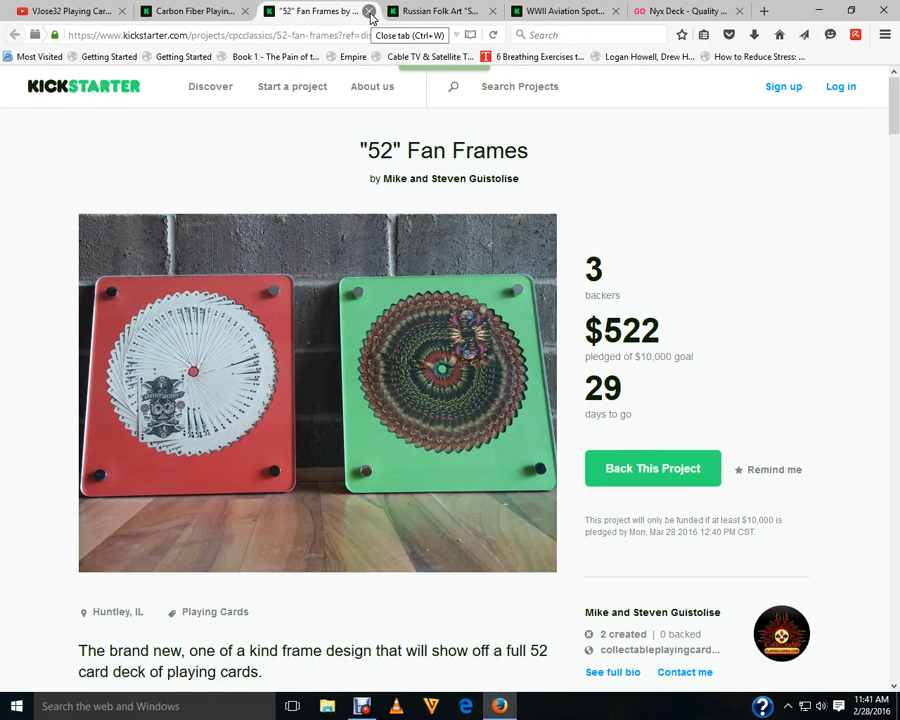 VJose32 Playing Car...
Carbon Fiber Playin...
"52" Fan Frames by ...
Russian Folk Art "S...
WWII Aviation Spot...
GO Nyx Deck - Quality ...
https://www.kickstarter.com/projects/cpcclassics/52-fan-frames?ref=di
Close tab (Ctrl+W)
Search
Most Visited
Getting Started
Getting Started
Book 1 - The Pain of t...
Empire
Cable TV & Satellite T...
T 6 Breathing Exercises t...
Logan Howell, Drew H...
How to Reduce Stress: ...
KICKSTARTER
Discover
Start a project
About us
Search Projects
Sign up
Log in
"52" Fan Frames
by Mike and Steven Guistolise
3
backers
$522
pledged of $10,000 goal
29
days to go
Back This Project
Remind me
This project will only be funded if at least $10,000 is
pledged by Mon, Mar 28 2016 12:40 PM CST.
Huntley, IL
Playing Cards
The brand new, one of a kind frame design that will show off a full 52
card deck of playing cards.
Mike and Steven Guistolise
2 created | 0 backed
collectableplayingcard...
See full bio
Contact me
Search the web and Windows
11:41 AM
2/28/2016